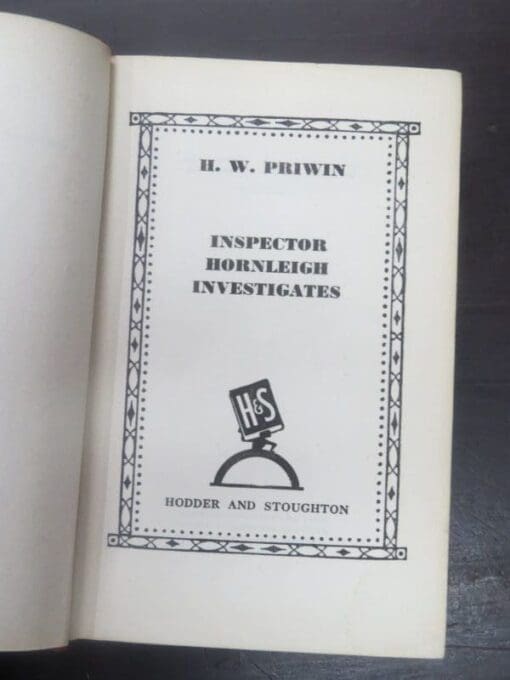 H. W. PRIWIN
INSPECTOR
HORNLEIGH
INVESTIGATES
H&S
HODDER AND STOUGHTON